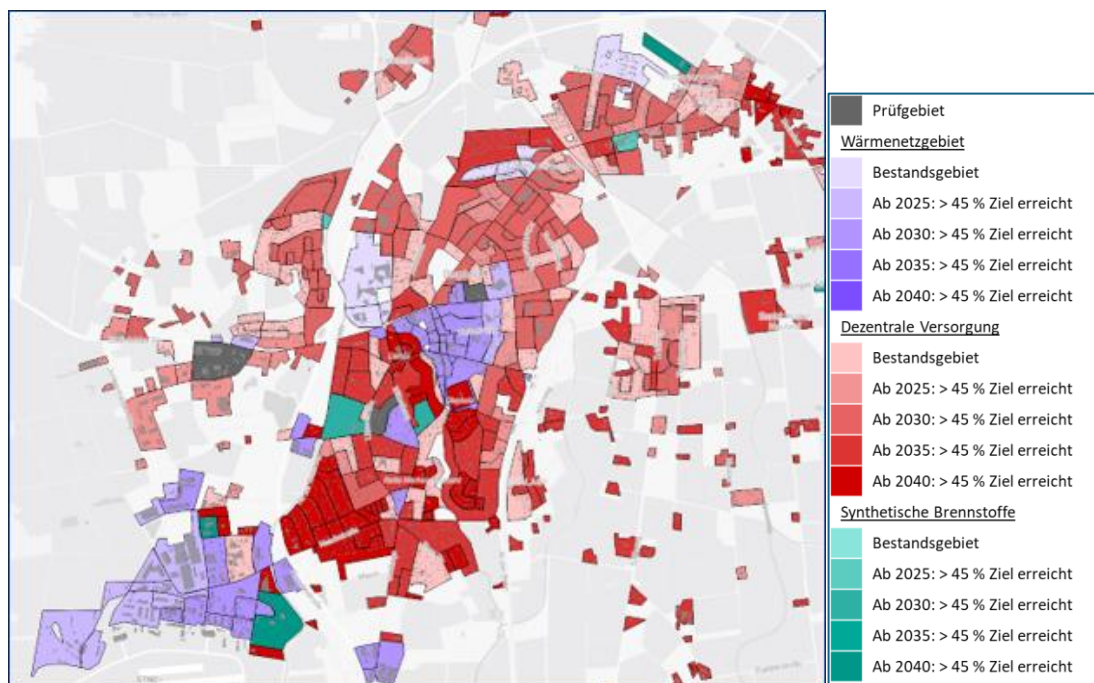 Prüfgebiet
Wärmenetzgebiet
Bestandsgebiet
Ab 2025: > 45 % Ziel erreicht
Ab 2030: > 45 % Ziel erreicht
Ab 2035: > 45 % Ziel erreicht
Ab 2040: > 45 % Ziel erreicht
Dezentrale Versorgung
Bestandsgebiet
Ab 2025: > 45 % Ziel erreicht
Ab 2030: > 45 % Ziel erreicht
Ab 2035: > 45 % Ziel erreicht
Ab 2040: > 45 % Ziel erreicht
Synthetische Brennstoffe
Bestandsgebiet
Ab 2025: > 45 % Ziel erreicht
Ab 2030: > 45 % Ziel erreicht
Ab 2035: > 45 % Ziel erreicht
Ab 2040: > 45 % Ziel erreicht